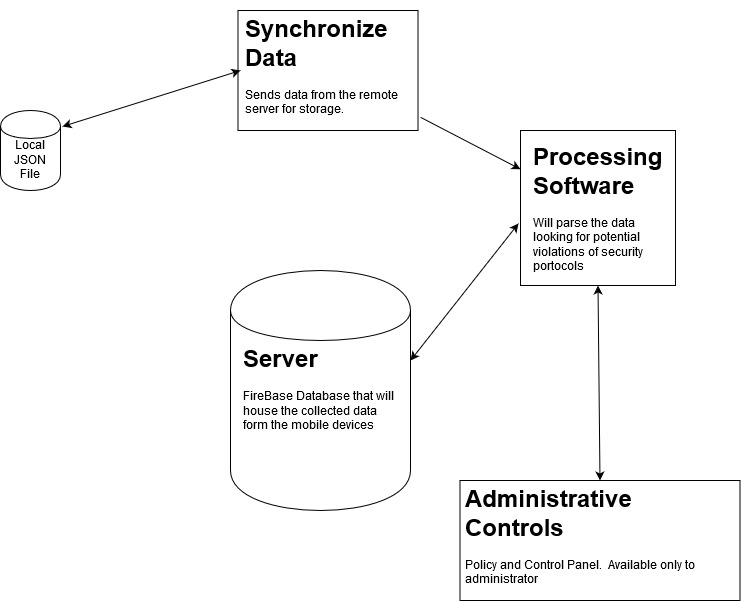 Synchronize
Data
Sends data from the remote
server for storage.
Local
JSON
File
Processing
Software
Will parse the data
looking for potential
violations of security
portocols
Server
FireBase Database that will
house the collected data
form the mobile devices
Administrative
Controls
Policy and Control Panel.  Available only to
administrator